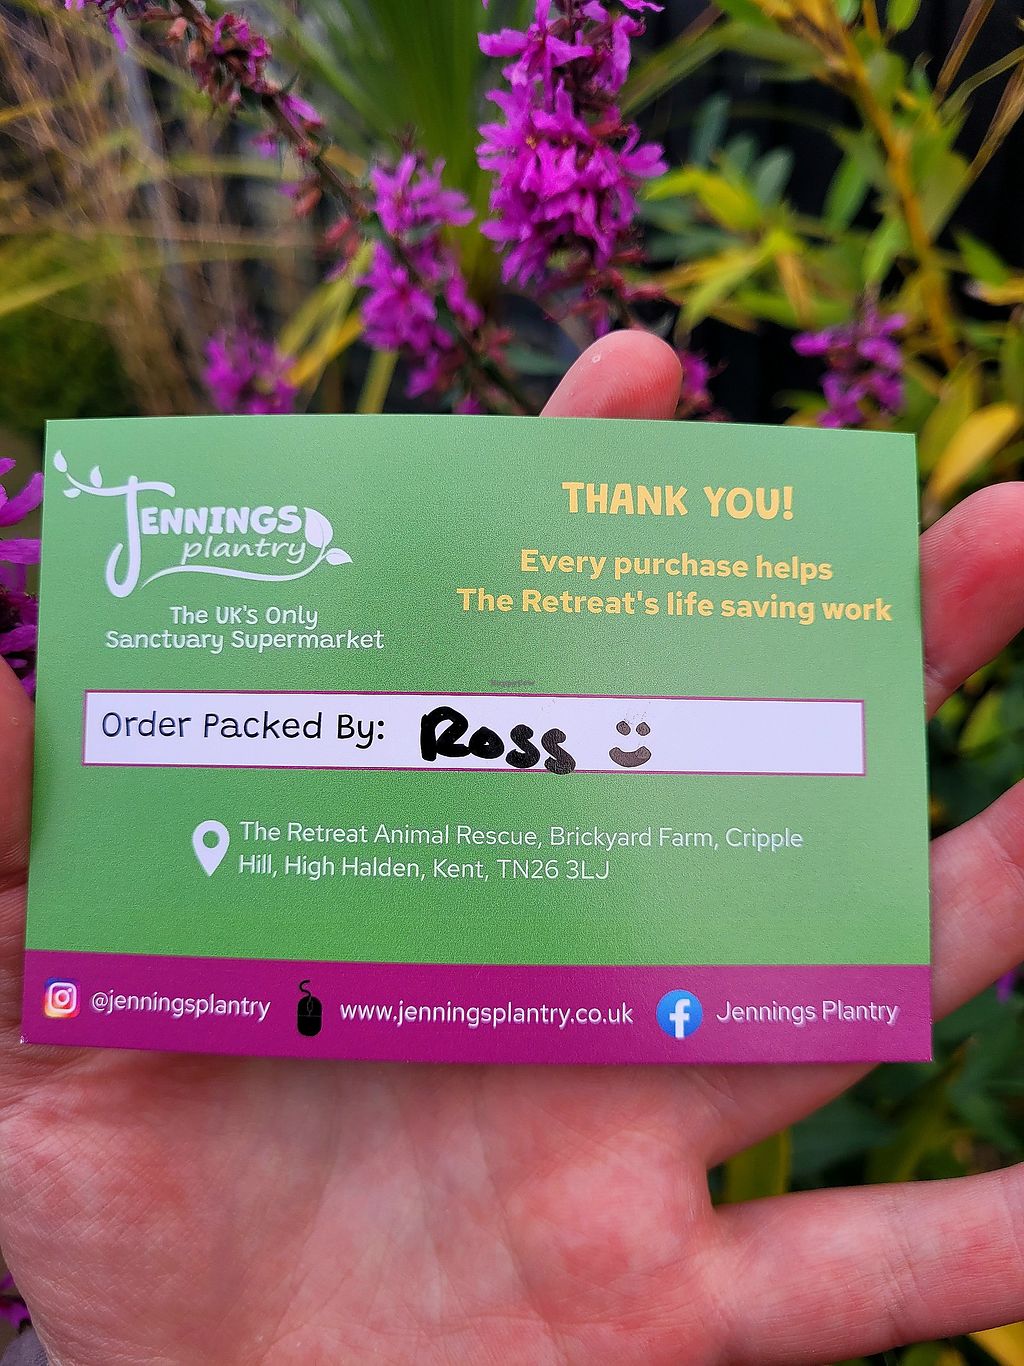 JENNINGS
plantry
The UK's Only
Sanctuary Supermarket
THANK YOU!
Every purchase helps
The Retreat's life saving work
Order Packed By: Ross
The Retreat Animal Rescue, Brickyard Farm, Cripple
Hill, High Halden, Kent, TN26 3LJ
@jenningsplantry www.jenningsplantry.co.uk Jennings Plantry